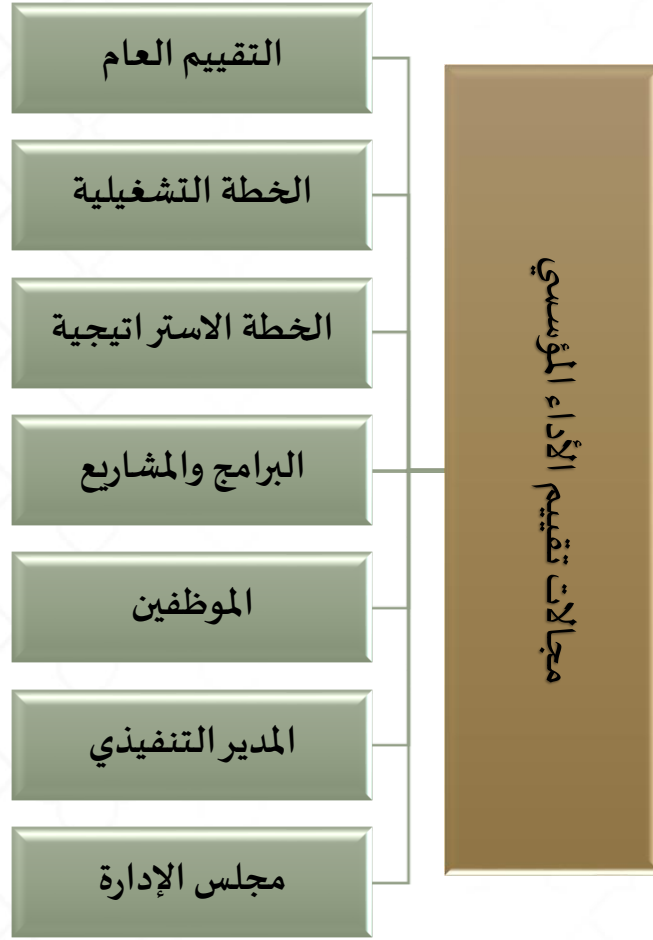 مجالات تقييم الأداء المؤسسي
التقييم العام
الخطة التشغيلية
الخطة الاستراتيجية
البرامج والمشاريع
الموظفين
المدير التنفيذي
مجلس الإدارة